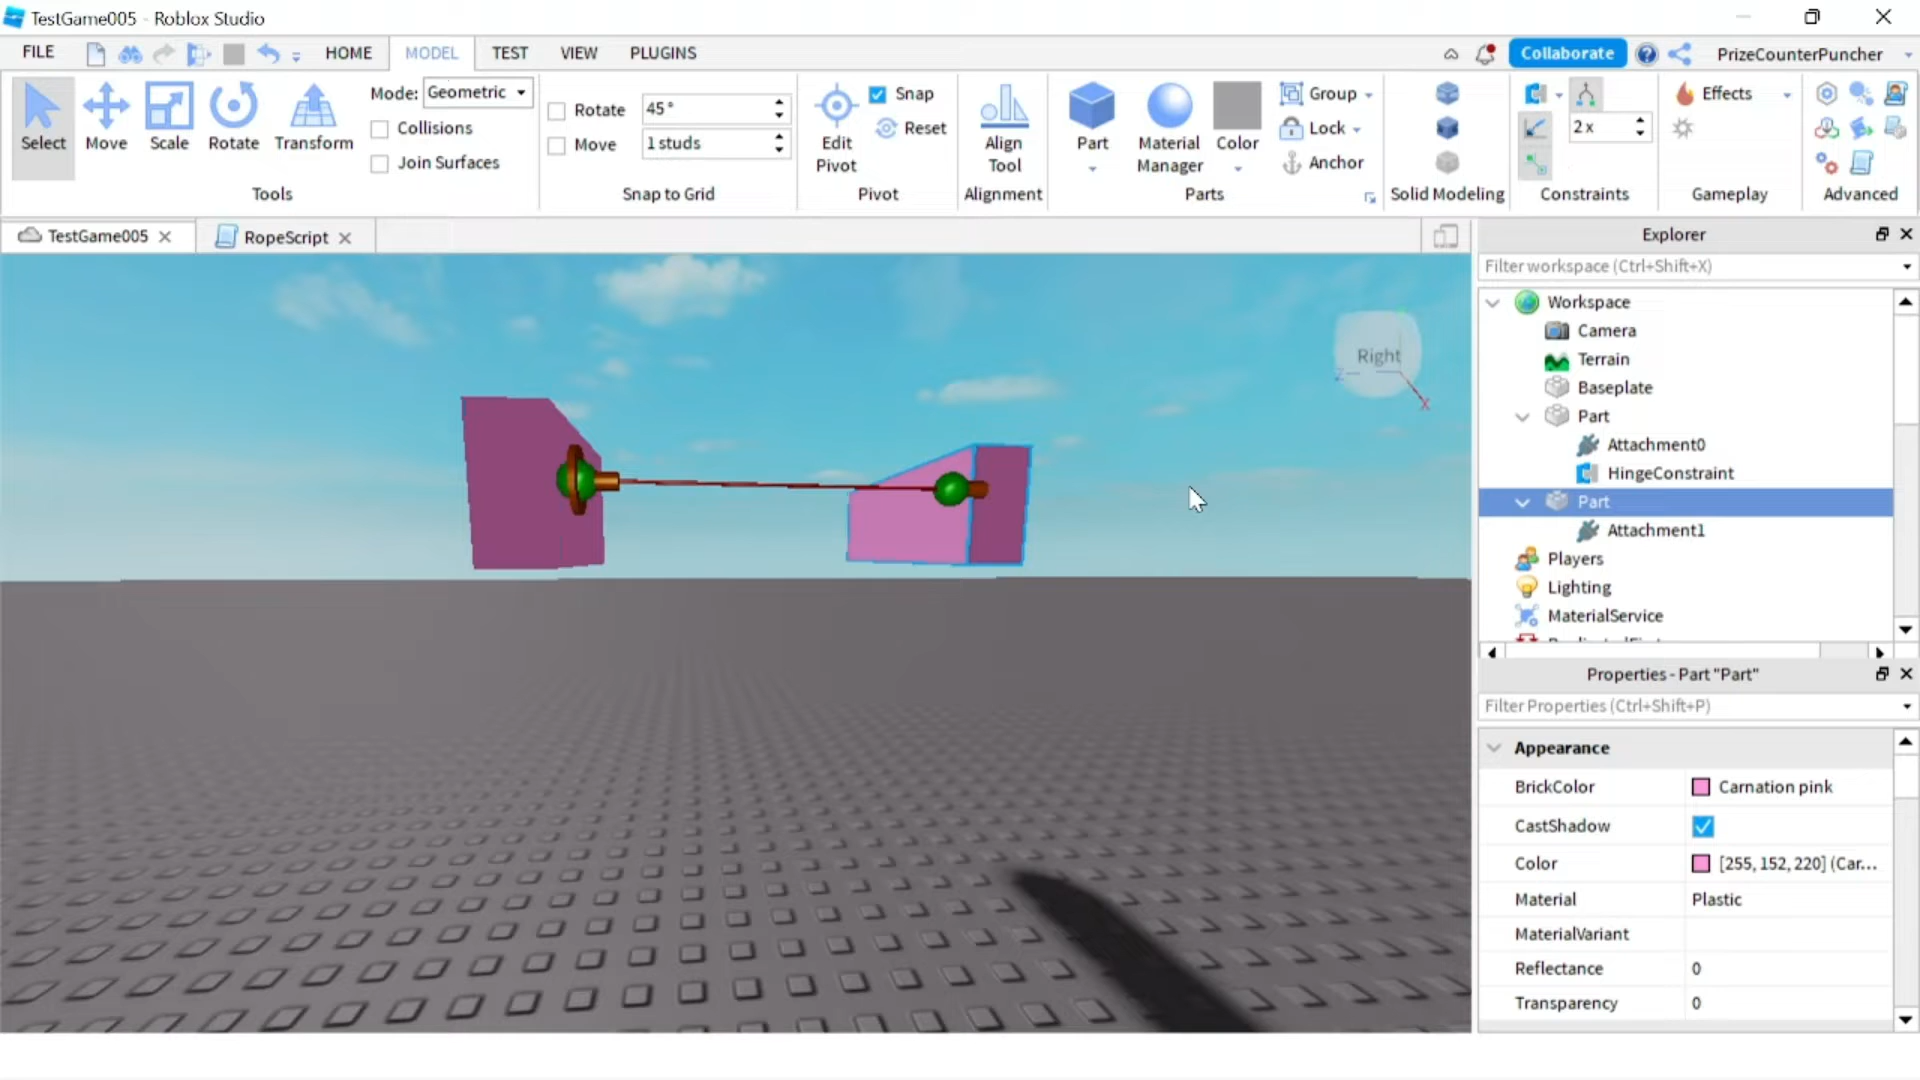 TestGame005 - Roblox Studio
FILE HOME MODEL TEST VIEW PLUGINS Collaborate PrizeCounterPuncher
Select Move Scale Rotate Transform
Mode: Geometric
Collisions
Join Surfaces
Tools
Rotate 45°
Move 1 studs
Snap to Grid
Edit Pivot
Snap
Reset
Pivot
Align Tool
Alignment
Part
Material Manager
Color
Group
Lock
Anchor
Parts
Solid Modeling
2 x
Constraints
Effects
Gameplay
Advanced
TestGame005
RopeScript
Right
Z
X
Explorer
Filter workspace (Ctrl+Shift+X)
Workspace
Camera
Terrain
Baseplate
Part
Attachment0
HingeConstraint
Part
Attachment1
Players
Lighting
MaterialService
Properties - Part "Part"
Filter Properties (Ctrl+Shift+P)
Appearance
BrickColor Carnation pink
CastShadow
Color [255, 152, 220] (Car...
Material Plastic
MaterialVariant
Reflectance 0
Transparency 0